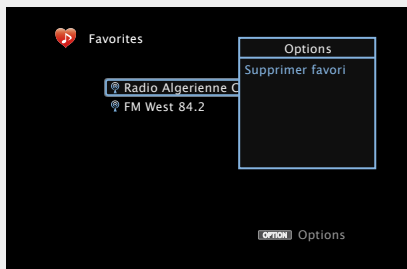 Favorites
Options
Supprimer favori
Radio Algerienne C
FM West 84.2
OPTION Options